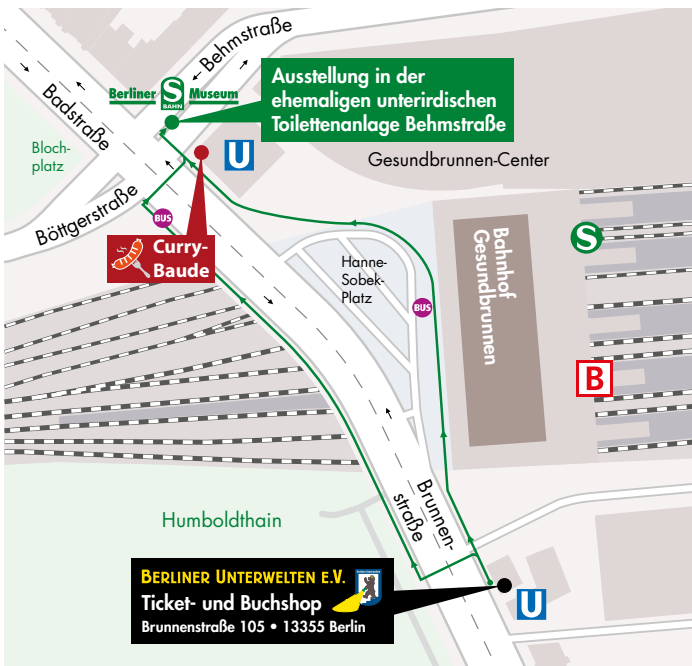 Behmstraße
Berliner S Museum
BAHN
Ausstellung in der
ehemaligen unterirdischen
Toilettenanlage Behmstraße
Badstraße
Bloch-
platz
U
Gesundbrunnen-Center
Böttgerstraße
BUS
Curry-
Baude
Hanne-
Sobek-
Platz
BUS
Bahnhof
Gesundbrunnen
S
B
Brunnen-
straße
Humboldthain
BERLINER UNTERWELTEN E.V.
Ticket- und Buchshop
Brunnenstraße 105 • 13355 Berlin
U